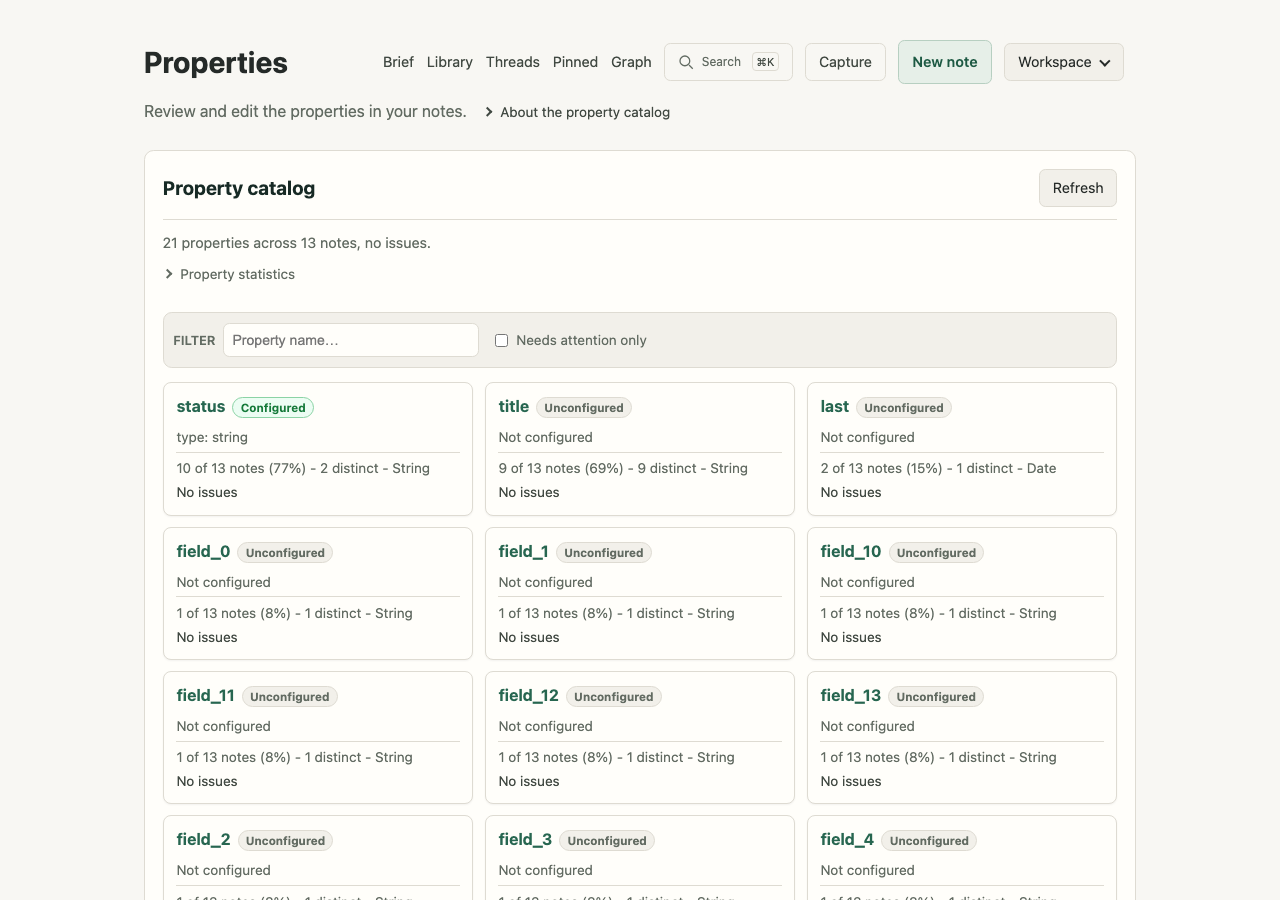 Properties
Brief Library Threads Pinned Graph Search ⌘K Capture New note Workspace
Review and edit the properties in your notes. About the property catalog
Property catalog Refresh
21 properties across 13 notes, no issues.
Property statistics
FILTER Property name... Needs attention only
status Configured
type: string
10 of 13 notes (77%) - 2 distinct - String
No issues
title Unconfigured
Not configured
9 of 13 notes (69%) - 9 distinct - String
No issues
last Unconfigured
Not configured
2 of 13 notes (15%) - 1 distinct - Date
No issues
field_0 Unconfigured
Not configured
1 of 13 notes (8%) - 1 distinct - String
No issues
field_1 Unconfigured
Not configured
1 of 13 notes (8%) - 1 distinct - String
No issues
field_10 Unconfigured
Not configured
1 of 13 notes (8%) - 1 distinct - String
No issues
field_11 Unconfigured
Not configured
1 of 13 notes (8%) - 1 distinct - String
No issues
field_12 Unconfigured
Not configured
1 of 13 notes (8%) - 1 distinct - String
No issues
field_13 Unconfigured
Not configured
1 of 13 notes (8%) - 1 distinct - String
No issues
field_2 Unconfigured
Not configured
field_3 Unconfigured
Not configured
field_4 Unconfigured
Not configured